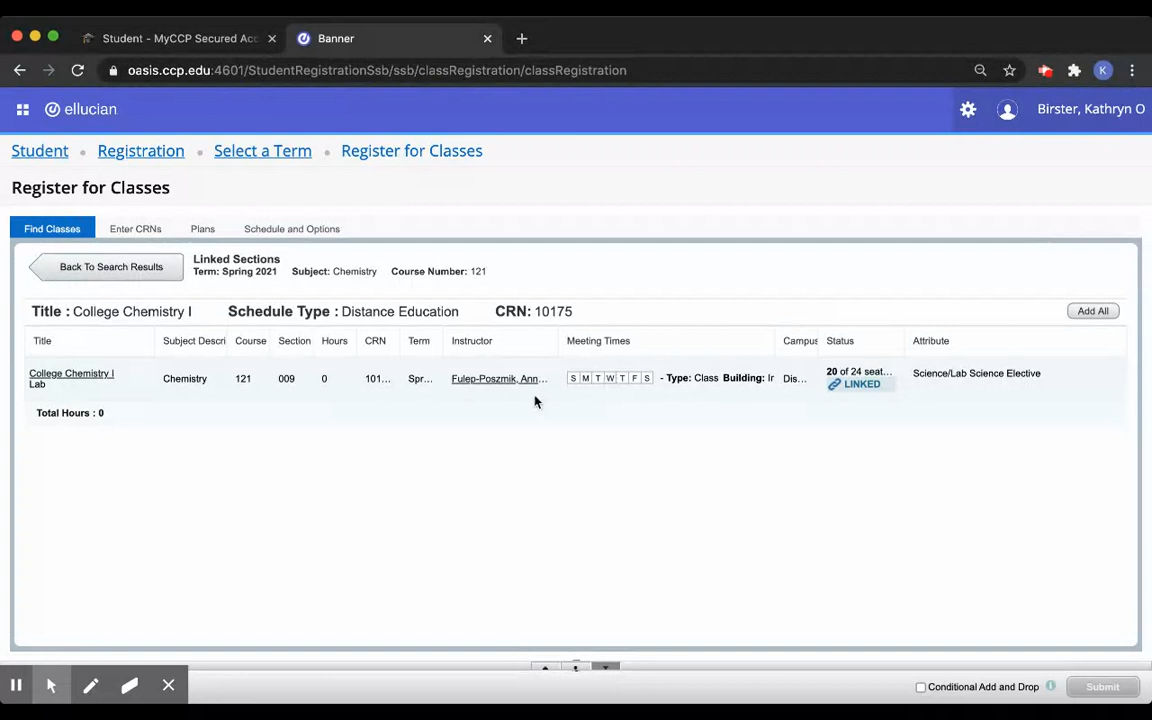 Student - MyCCP Secured Acc
Banner
oasis.ccp.edu:4601/StudentRegistrationSsb/ssb/classRegistration/classRegistration
K
ellucian
Birster, Kathryn O
Student • Registration • Select a Term • Register for Classes
Register for Classes
Find Classes Enter CRNs Plans Schedule and Options
Back To Search Results
Linked Sections
Term: Spring 2021 Subject: Chemistry Course Number: 121
Title : College Chemistry I Schedule Type : Distance Education CRN: 10175
Add All
Title Subject Descri Course Section Hours CRN Term Instructor Meeting Times Campus Status Attribute
College Chemistry I
Lab
Chemistry 121 009 0 101... Spr... Fulep-Poszmik, Ann... S M T W T F S - Type: Class Building: Ir Dis...
20 of 24 seat...
LINKED
Science/Lab Science Elective
Total Hours : 0
Conditional Add and Drop
Submit